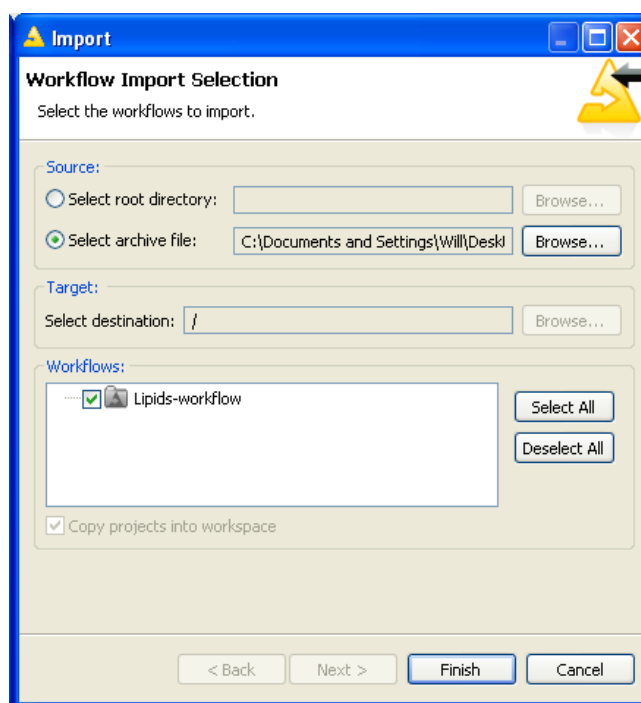 Import
Workflow Import Selection
Select the workflows to import.
Source:
Select root directory: Browse...
Select archive file: C:\Documents and Settings\Will\Desk Browse...
Target:
Select destination: / Browse...
Workflows:
Lipids-workflow
Select All
Deselect All
Copy projects into workspace
< Back Next > Finish Cancel